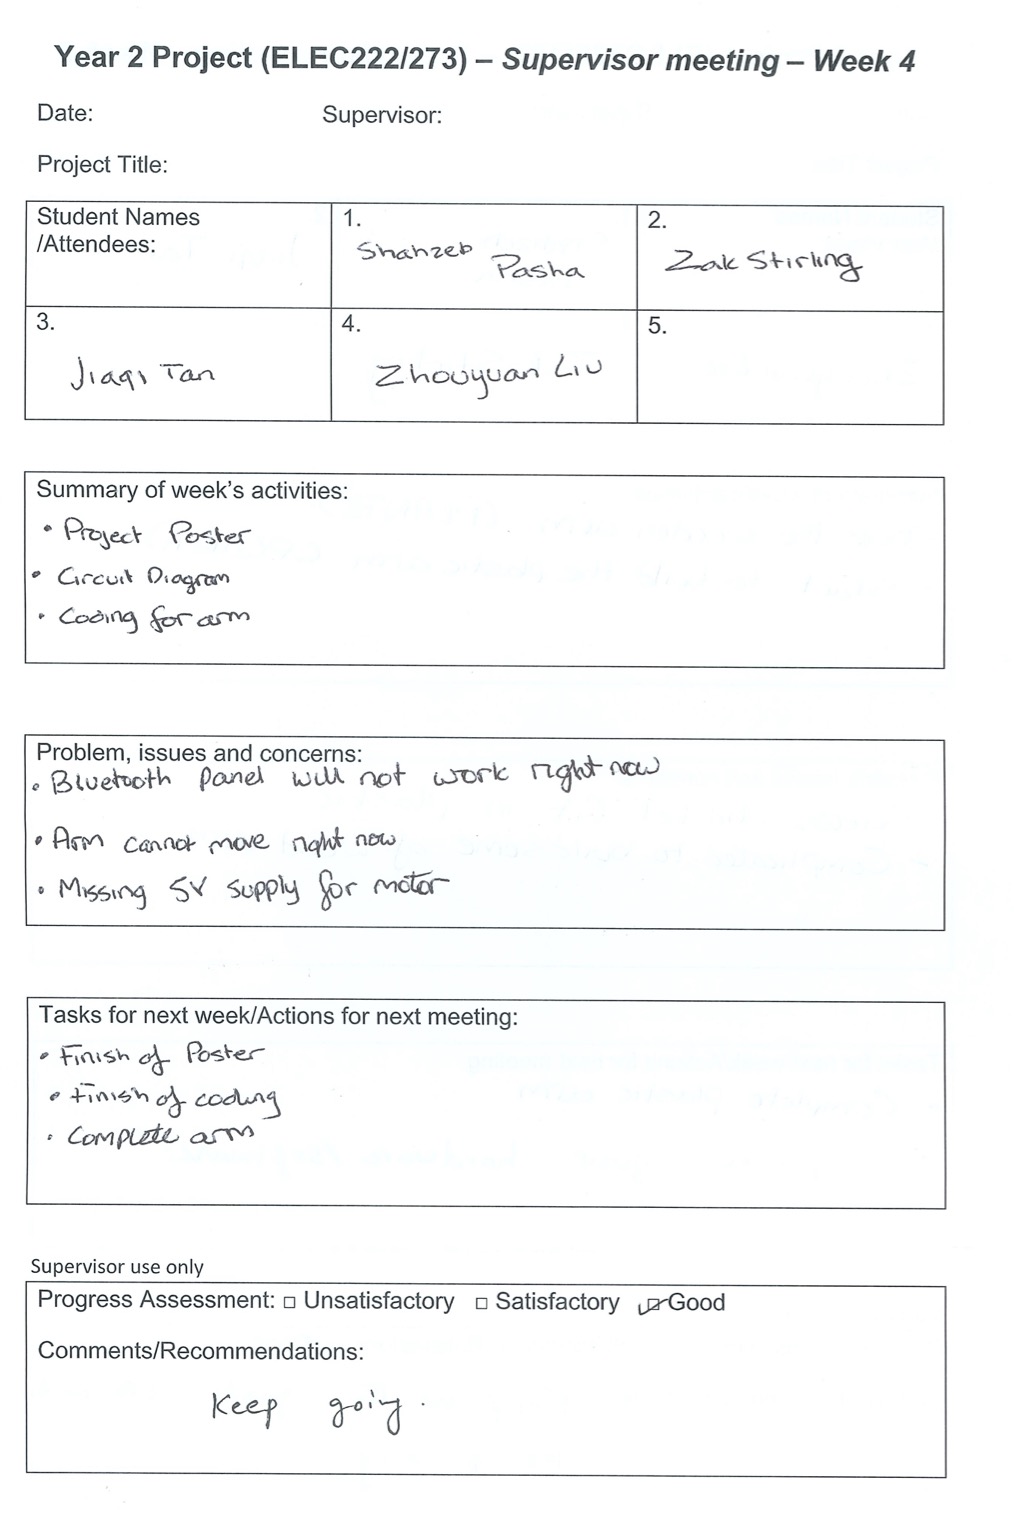 Year 2 Project (ELEC222/273) – Supervisor meeting – Week 4
Date: Supervisor:
Project Title:
Student Names
/Attendees:
1.
Shahzeb
Pasha
2.
Zak Stirling
3.
Jiaqi Tan
4.
Zhouyuan Liu
5.
Summary of week's activities:
• Project Poster
• Circuit Diagram
• Coding for arm
Problem, issues and concerns:
• Bluetooth Panel will not work right now
• Arm cannot move right now
• Missing 5V supply for motor
Tasks for next week/Actions for next meeting:
• Finish of Poster
• Finish of coding
• Complete arm
Supervisor use only
Progress Assessment: □ Unsatisfactory □ Satisfactory ☑ Good
Comments/Recommendations:
Keep going.